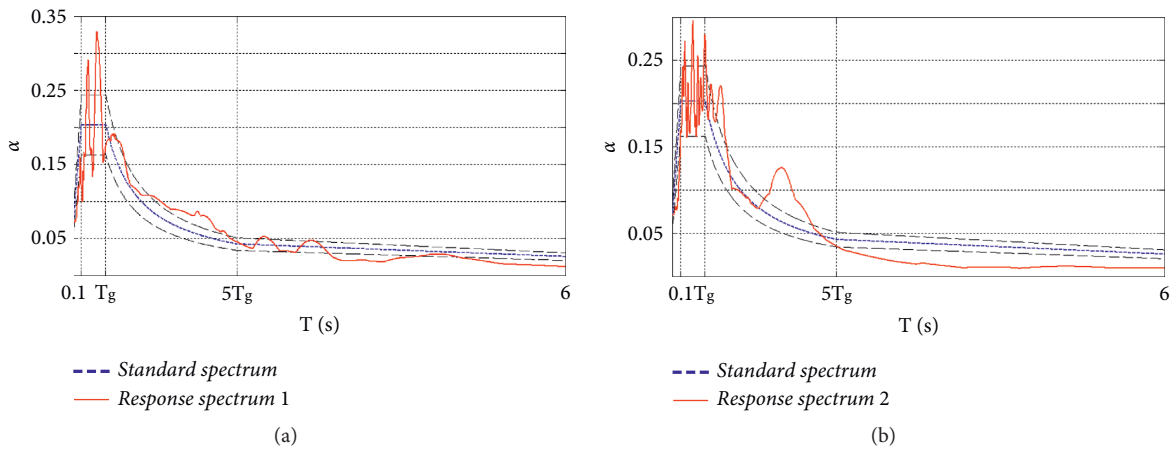 0.35
0.25
0.15
0.05
α
0.1 Tg 5Tg 6
T (s)
Standard spectrum
Response spectrum 1
(a)
0.25
0.15
0.05
α
0.1Tg 5Tg 6
T (s)
Standard spectrum
Response spectrum 2
(b)